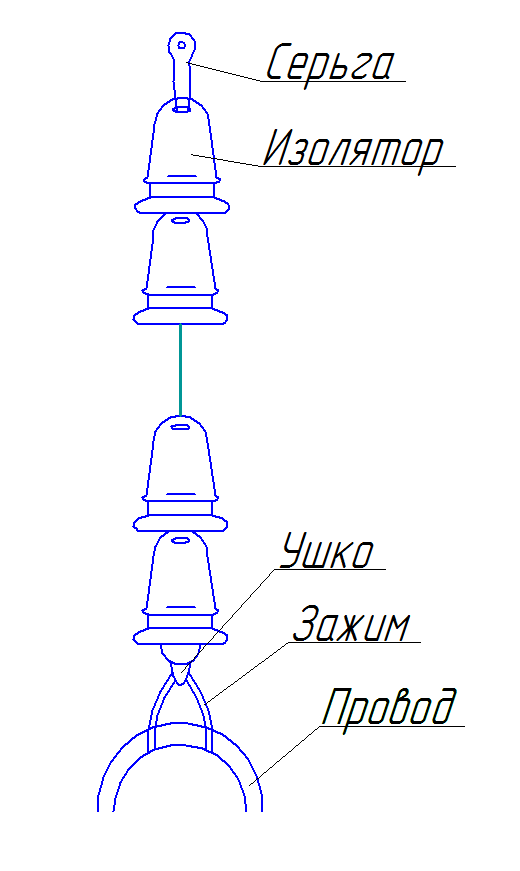 Серьга
Изолятор
Ушко
Зажим
Провод